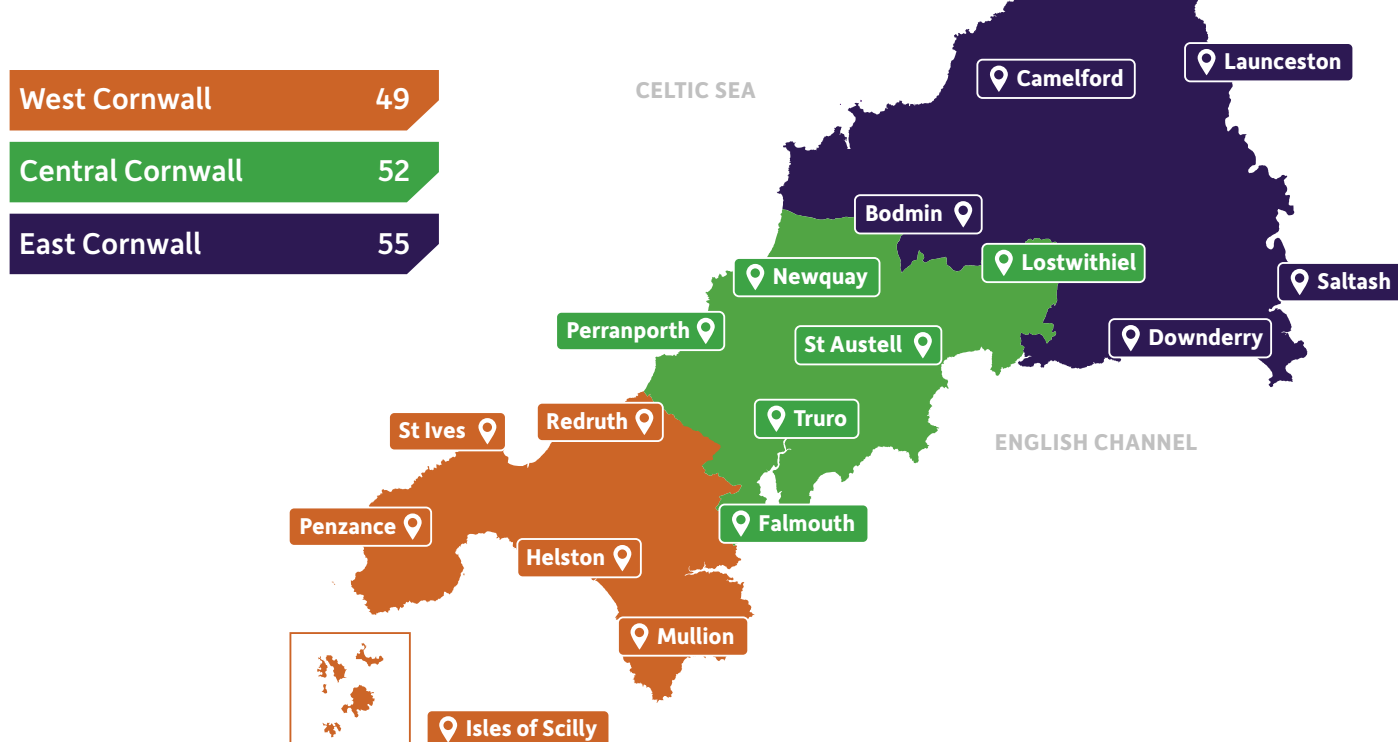 West Cornwall 49
Central Cornwall 52
East Cornwall 55
CELTIC SEA
Camelford
Launceston
Bodmin
Lostwithiel
Newquay
Saltash
Perranporth
St Austell
Downderry
St Ives
Redruth
Truro
ENGLISH CHANNEL
Penzance
Falmouth
Helston
Mullion
Isles of Scilly